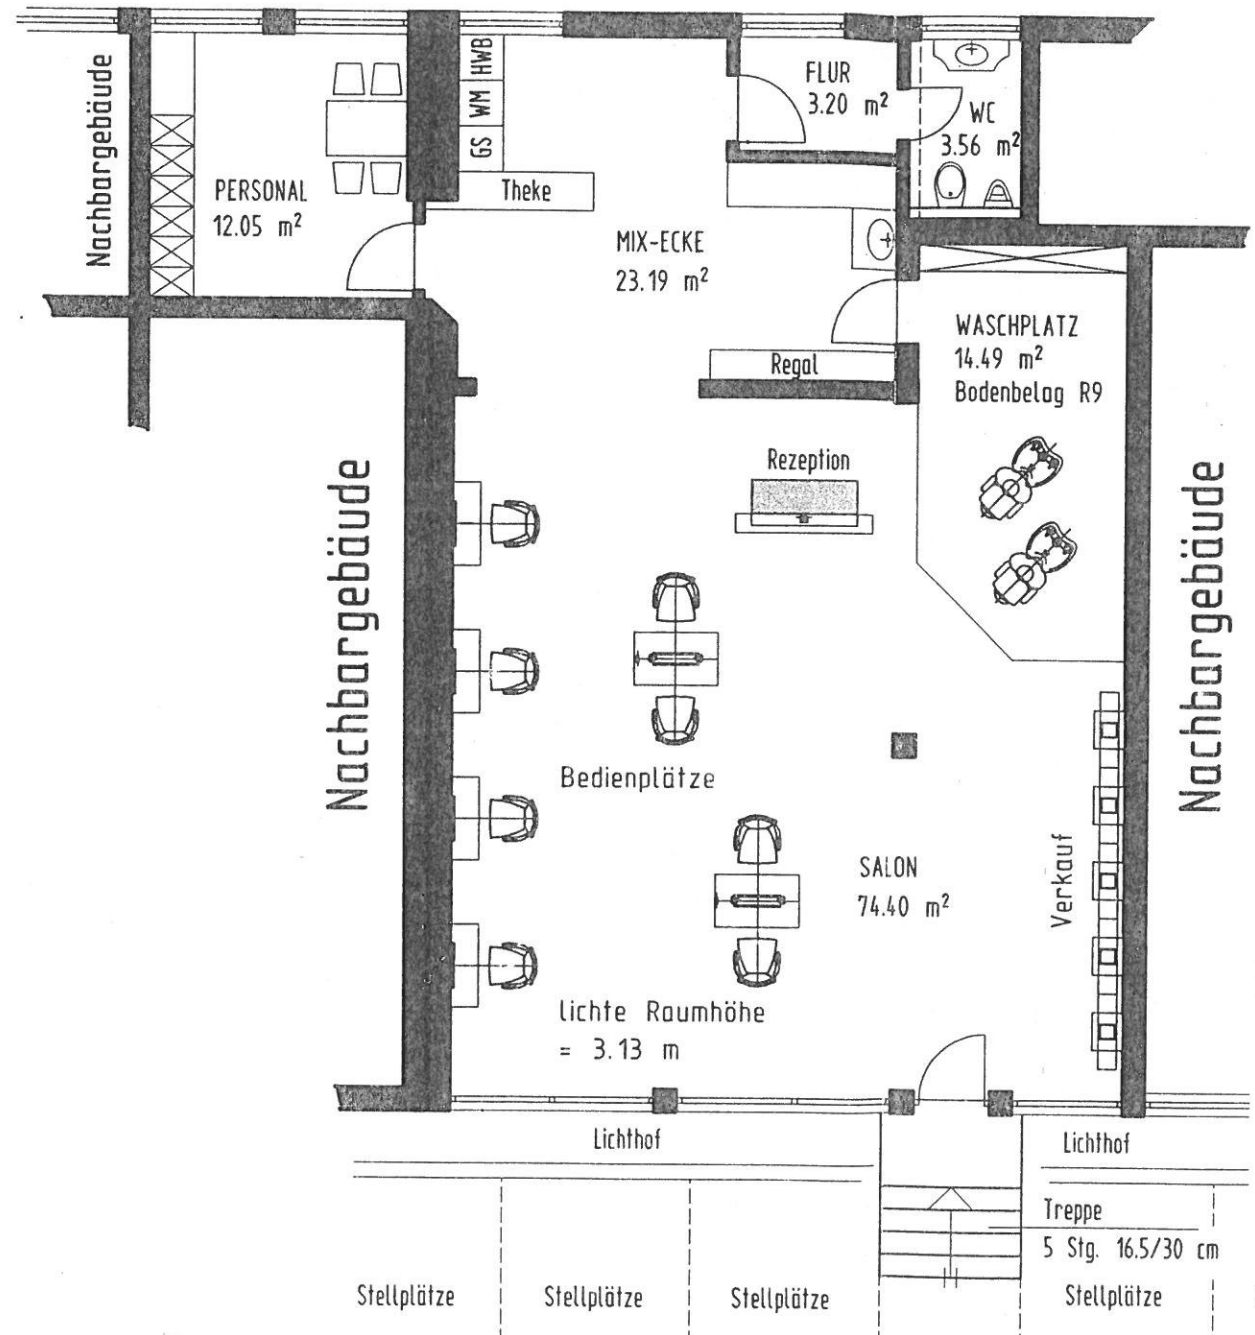 Nachbargebäude
HWB
WM
GS
Theke
PERSONAL
12.05 m²
FLUR
3.20 m²
WC
3.56 m²
MIX-ECKE
23.19 m²
Regal
WASCHPLATZ
14.49 m²
Bodenbelag R9
Rezeption
Nachbargebäude
Nachbargebäude
Bedienplätze
SALON
74.40 m²
Verkauf
lichte Raumhöhe
= 3.13 m
Lichthof
Lichthof
Treppe
5 Stg. 16.5/30 cm
Stellplätze
Stellplätze
Stellplätze
Stellplätze